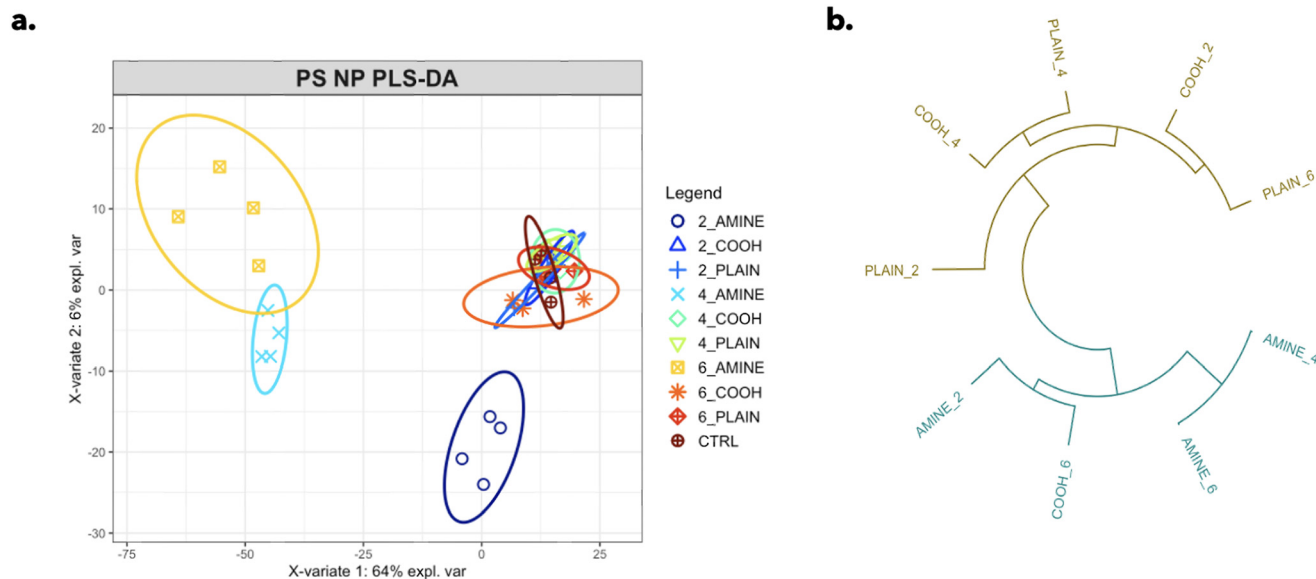 a.
PS NP PLS-DA
20
10
0
-10
-20
-30
X-variate 2: 6% expl. var
-75
-50
-25
0
25
X-variate 1: 64% expl. var
Legend
2_AMINE
2_COOH
2_PLAIN
4_AMINE
4_COOH
4_PLAIN
6_AMINE
6_COOH
6_PLAIN
CTRL
b.
PLAIN_4
COOH_2
COOH_4
PLAIN_6
PLAIN_2
AMINE_4
AMINE_2
AMINE_6
COOH_6